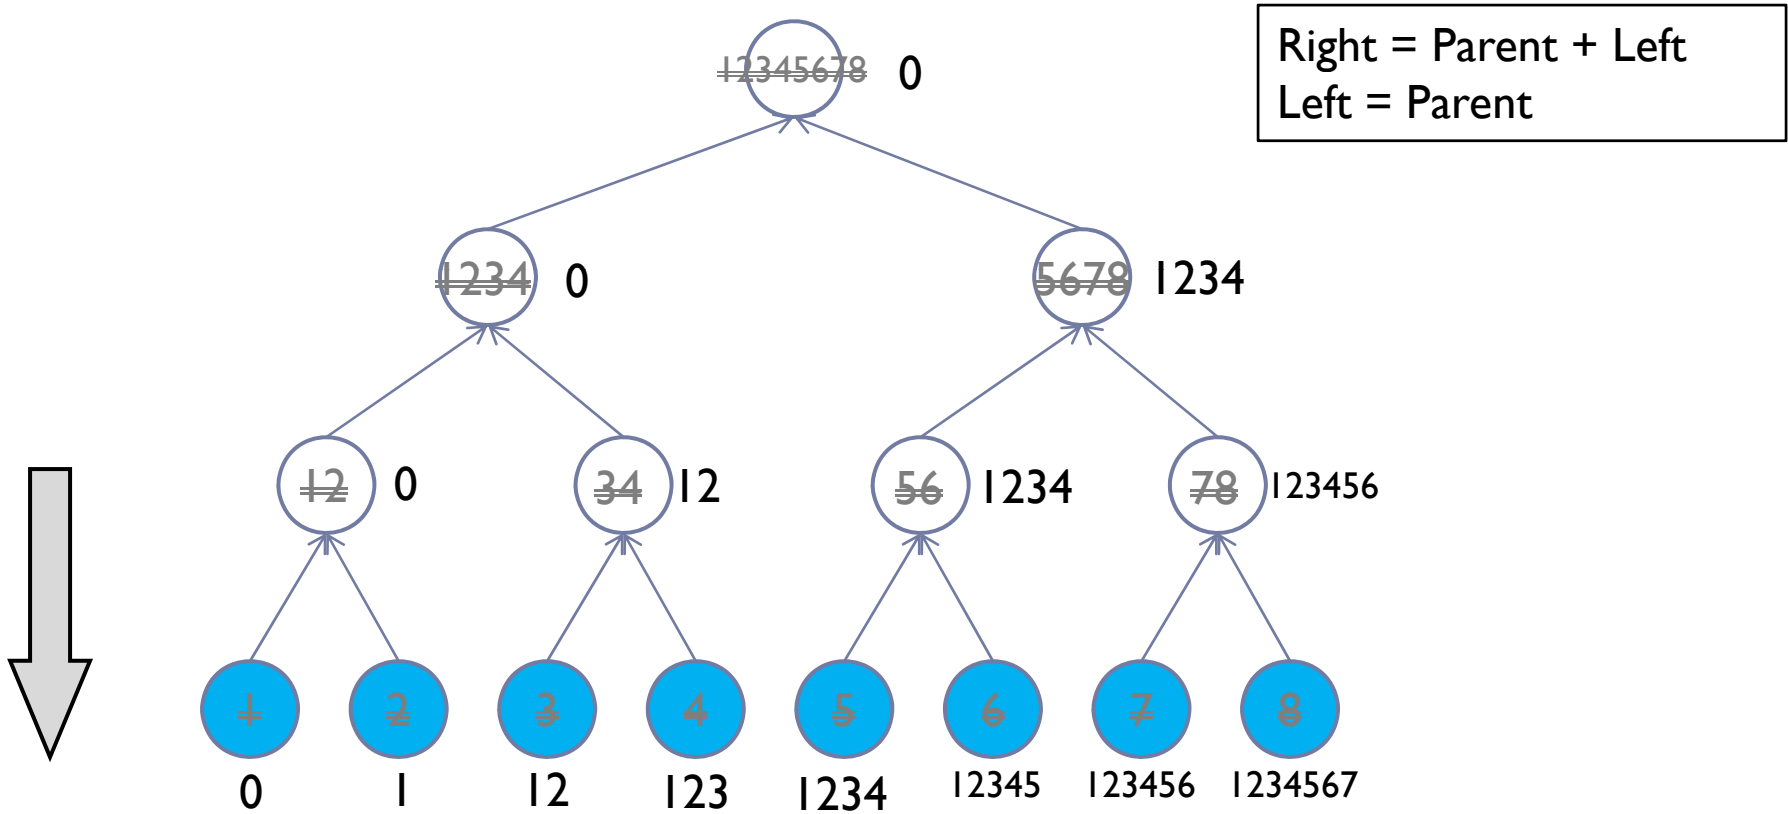 Right = Parent + Left
Left = Parent
12345678 0
1234 0 5678 1234
12 0 34 12 56 1234 78 123456
1 2 3 4 5 6 7 8
0 1 12 123 1234 12345 123456 1234567